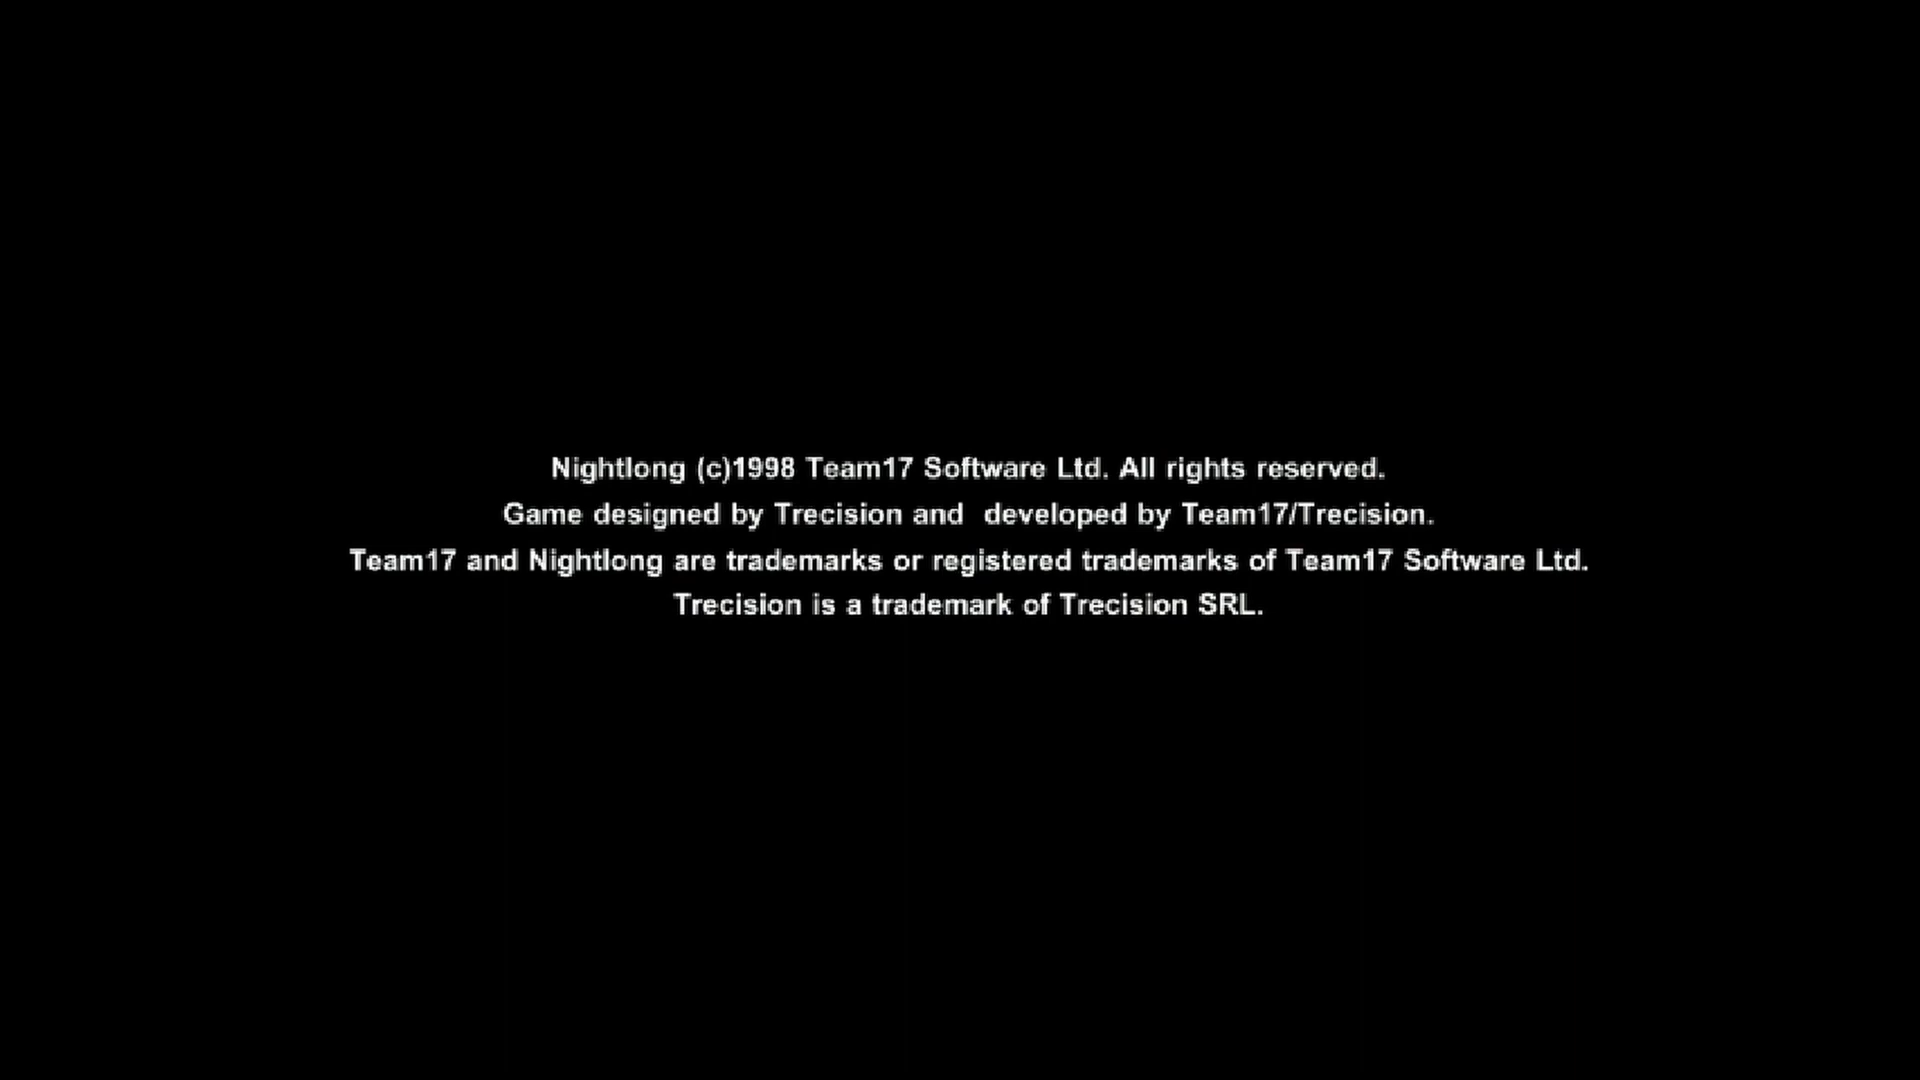 Nightlong (c)1998 Team17 Software Ltd. All rights reserved.
Game designed by Trecision and  developed by Team17/Trecision.
Team17 and Nightlong are trademarks or registered trademarks of Team17 Software Ltd.
Trecision is a trademark of Trecision SRL.